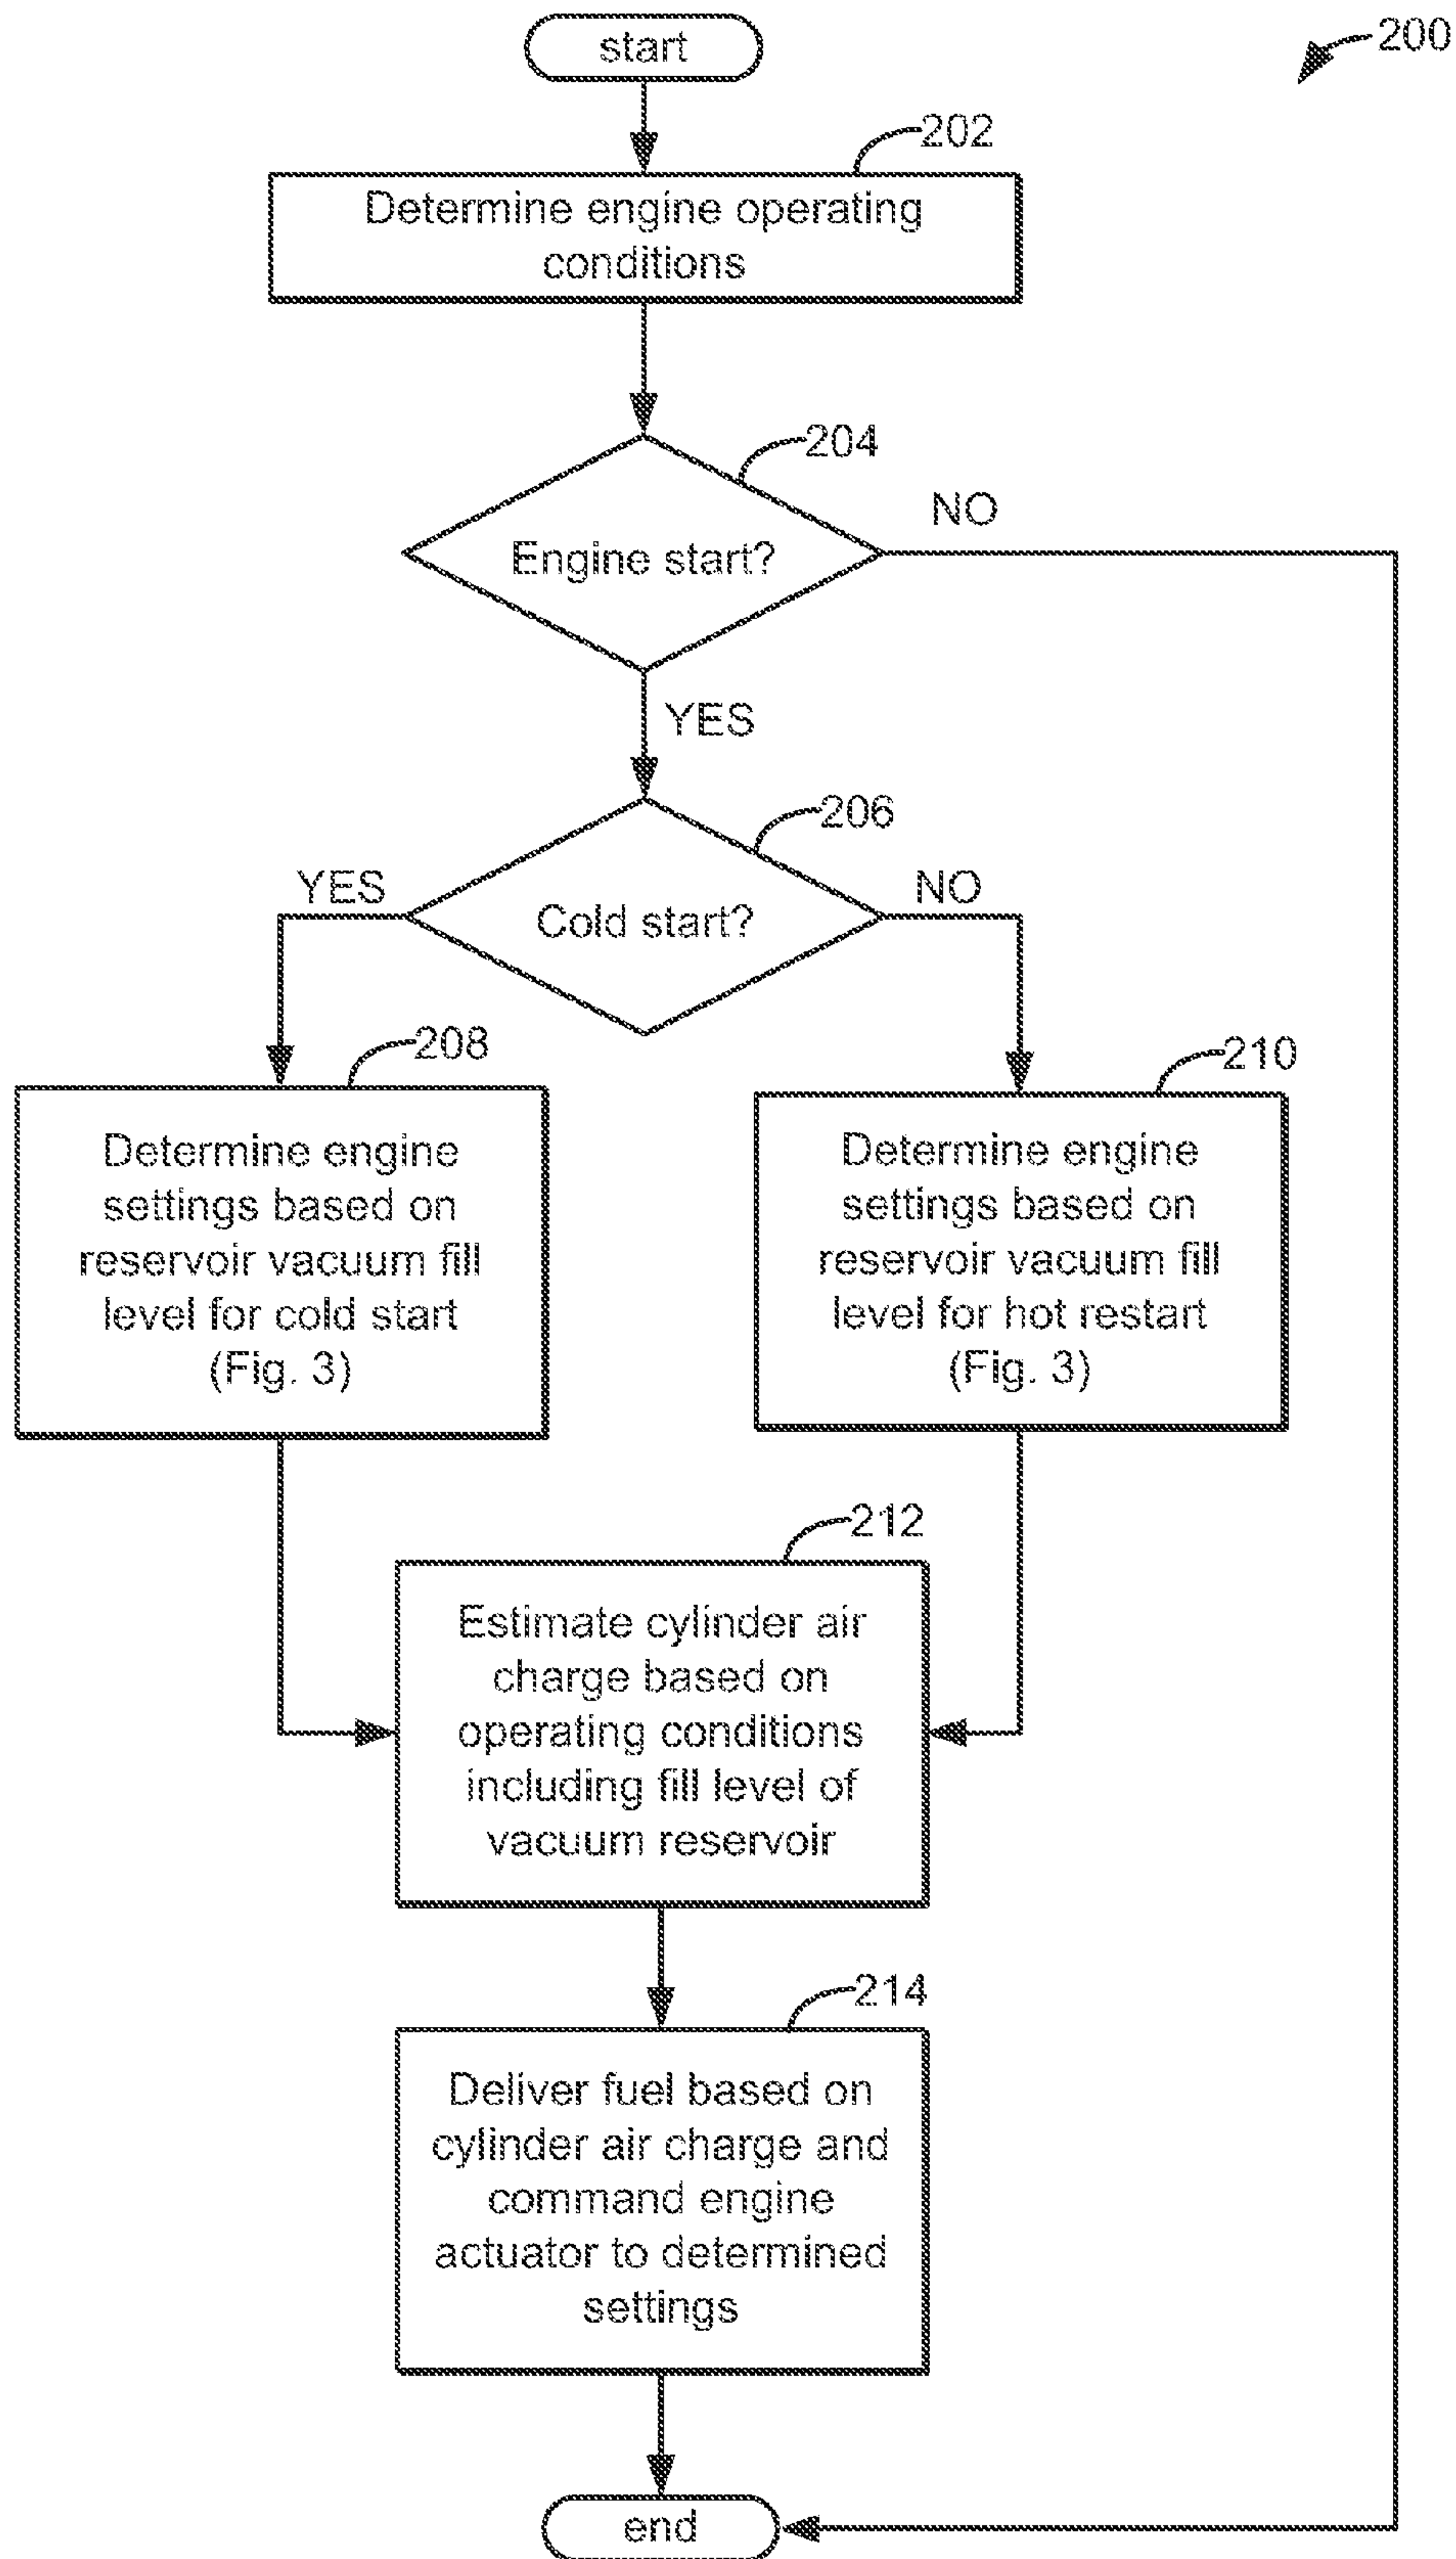 start
200
202
Determine engine operating
conditions
204
NO
Engine start?
YES
206
YES
NO
Cold start?
208
210
Determine engine
settings based on
reservoir vacuum fill
level for cold start
(Fig. 3)
Determine engine
settings based on
reservoir vacuum fill
level for hot restart
(Fig. 3)
212
Estimate cylinder air
charge based on
operating conditions
including fill level of
vacuum reservoir
214
Deliver fuel based on
cylinder air charge and
command engine
actuator to determined
settings
end